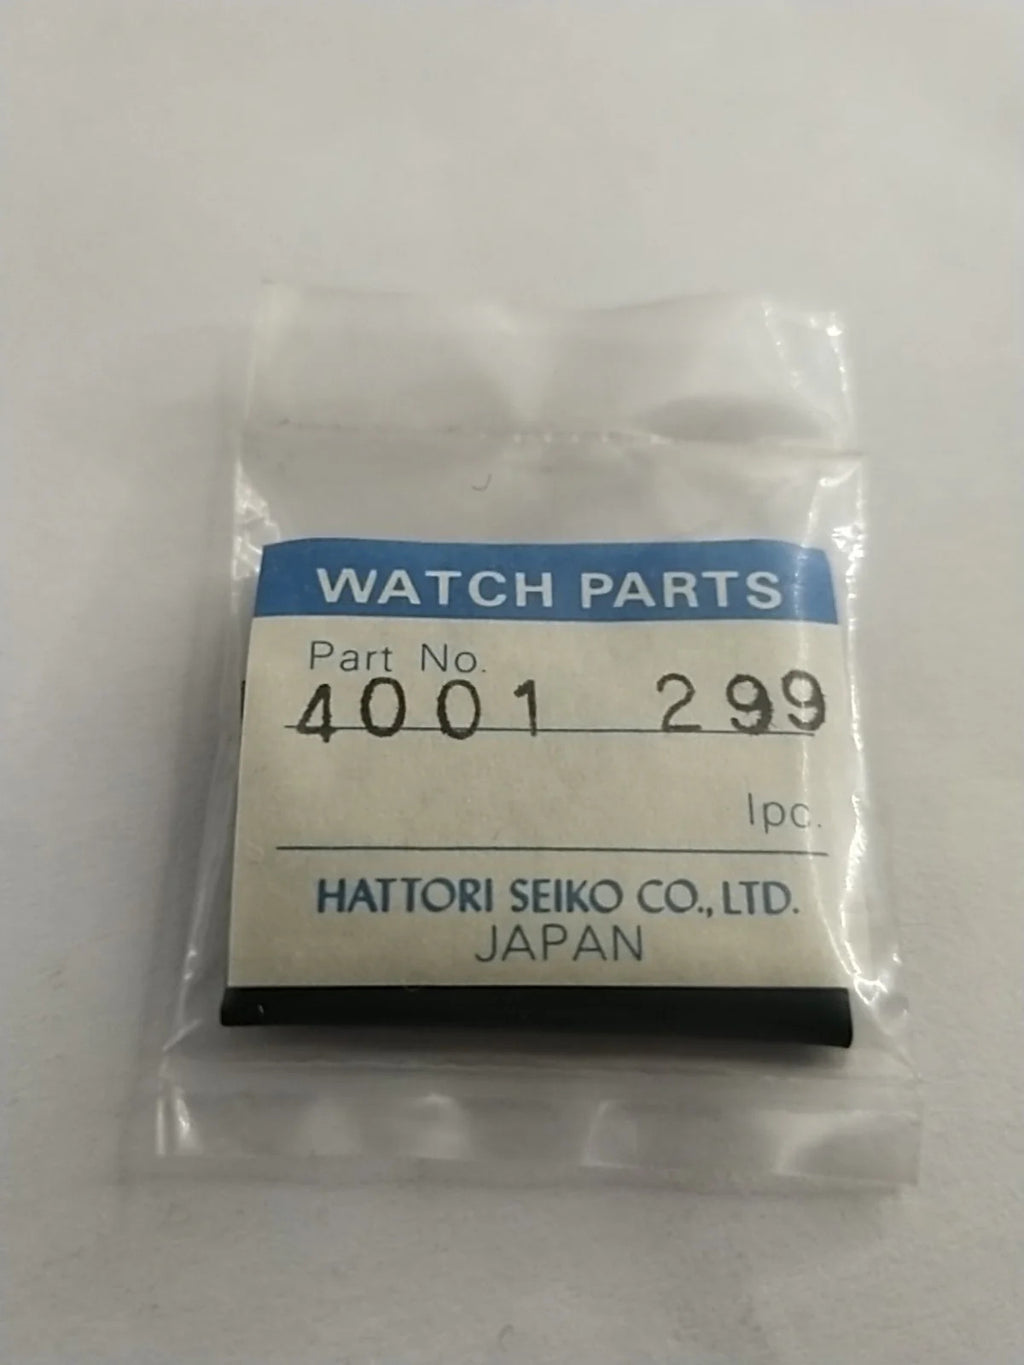 WATCH PARTS
Part No.
4001 299
1pc.
HATTORI SEIKO CO., LTD.
JAPAN